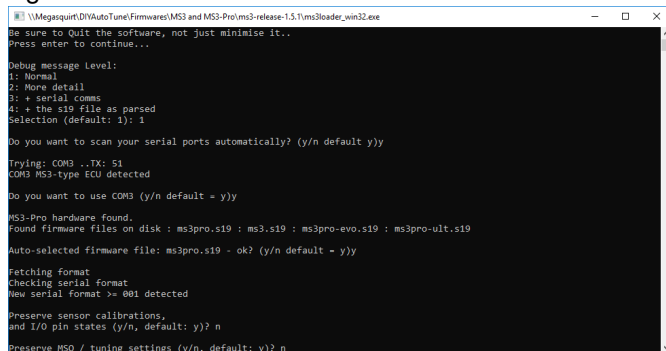 \\Megasquirt\DIYAutoTune\Firmwares\MS3 and MS3-Pro\ms3-release-1.5.1\ms3loader_win32.exe
Be sure to Quit the software, not just minimise it..
Press enter to continue...
Debug message Level:
1: Normal
2: More detail
3: + serial comms
4: + the s19 file as parsed
Selection (default: 1): 1
Do you want to scan your serial ports automatically? (y/n default y)y
Trying: COM3 ..TX: 51
COM3 MS3-type ECU detected
Do you want to use COM3 (y/n default = y)y
MS3-Pro hardware found.
Found firmware files on disk : ms3pro.s19 : ms3.s19 : ms3pro-evo.s19 : ms3pro-ult.s19
Auto-selected firmware file: ms3pro.s19 - ok? (y/n default = y)y
Fetching format
Checking serial format
New serial format >= 001 detected
Preserve sensor calibrations,
and I/O pin states (y/n, default: y)? n
Preserve MSQ / tuning settings (y/n, default: y)? n